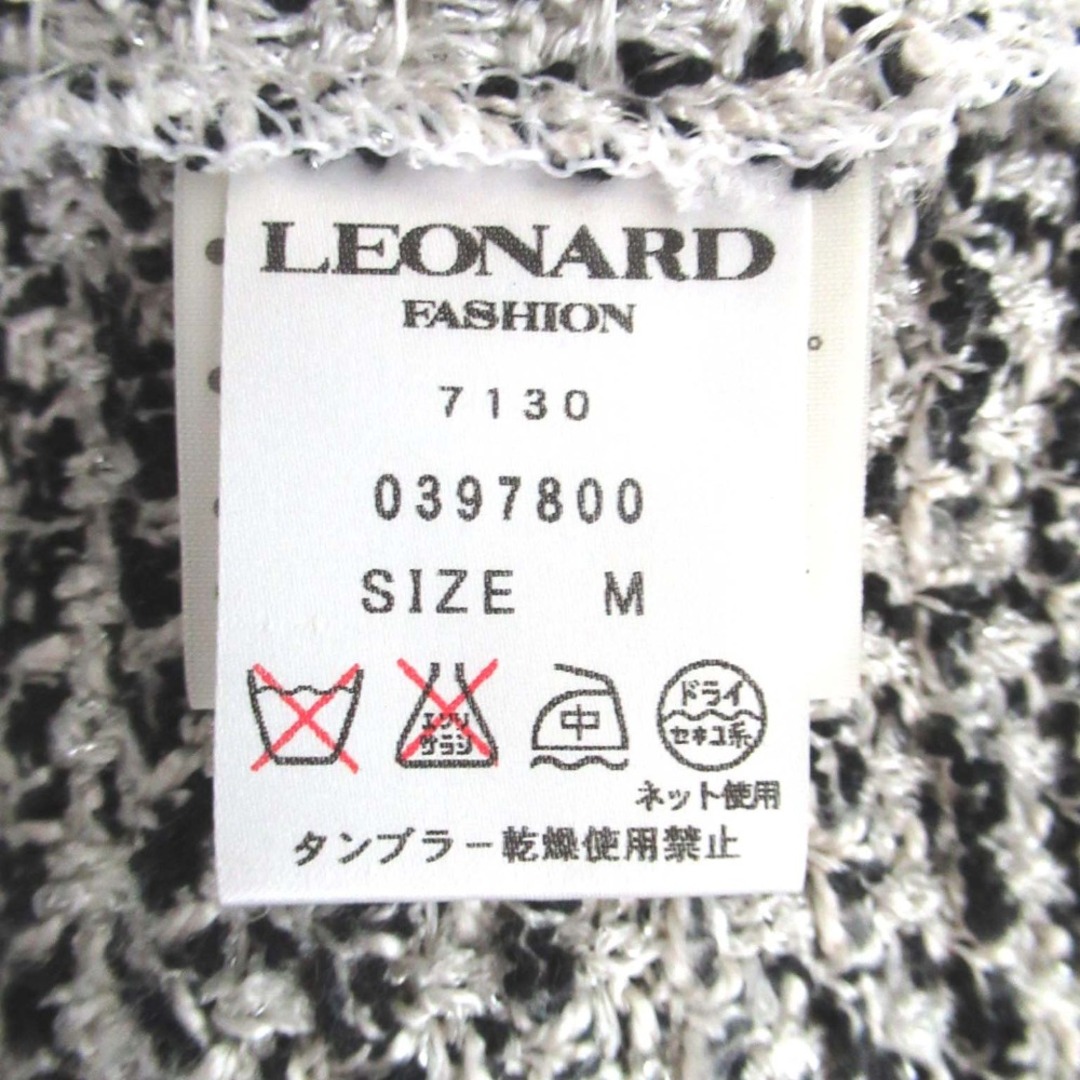 LEONARD
FASHION
7130
0397800
SIZE M
エンソ
サラシ
中
ドライ
セキユ系
ネット使用
タンブラー乾燥使用禁止